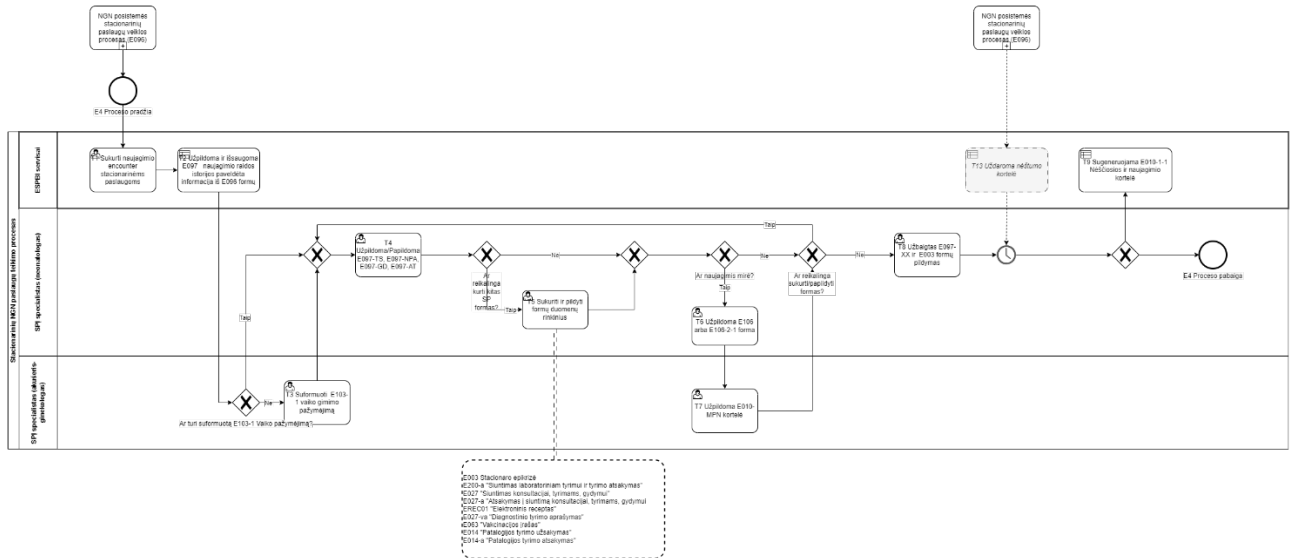 NGN posistemės
stacionarinių
paslaugų veiklos
procesas (E096)
NGN posistemės
stacionarinių
paslaugų veiklos
procesas (E096)
E4 Proceso pradžia
Stacionarinių NGN paslaugų teikimo procesas
ESPBI servisai
T1 Sukurti naujagimio
encounter
stacionarinėms
paslaugoms
T2 Užpildoma ir išsaugoma
E097 naujagimio raidos
istorijos paveldėta
informacija iš E096 formų
T13 Uždaroma nėštumo
kortelė
T9 Sugeneruojama E010-1-1
Nėščiosios ir naujagimio
kortelė
SPI specialistas (neonatologas)
Taip
Taip
T4
Užpildoma/Papildoma
E097-TS, E097-NPA,
E097-GD, E097-AT
Ar
reikalinga
kurti kitas
SP
formas?
Ne
Taip
T5 Sukurti ir pildyti
formų duomenų
rinkinius
Ar naujagimis mirė?
Ne
Taip
T6 Užpildoma E106
arba E106-2-1 forma
Ar reikalinga
sukurti/papildyti
formas?
Ne
T8 Užbaigtas E097-
XX ir E003 formų
pildymas
E4 Proceso pabaiga
SPI specialistas (akušeris-
ginekologas)
Ar turi suformuotą E103-1 Vaiko pažymėjimą?
Ne
T3 Suformuoti E103-
1 vaiko gimimo
pažymėjimą
T7 Užpildoma E010-
MPN kortelė
E003 Stacionaro epikrizė
E200-a "Siuntimas laboratoriniam tyrimui ir tyrimo atsakymas"
E027 "Siuntimas konsultacijai, tyrimams, gydymui"
E027-a "Atsakymas į siuntimą konsultacijai, tyrimams, gydymui
EREC01 "Elektroninis receptas"
E027-va "Diagnostinio tyrimo aprašymas"
E063 "Vakcinacijos įrašas"
E014 "Patalogijos tyrimo užsakymas"
E014-a "Patalogijos tyrimo atsakymas"